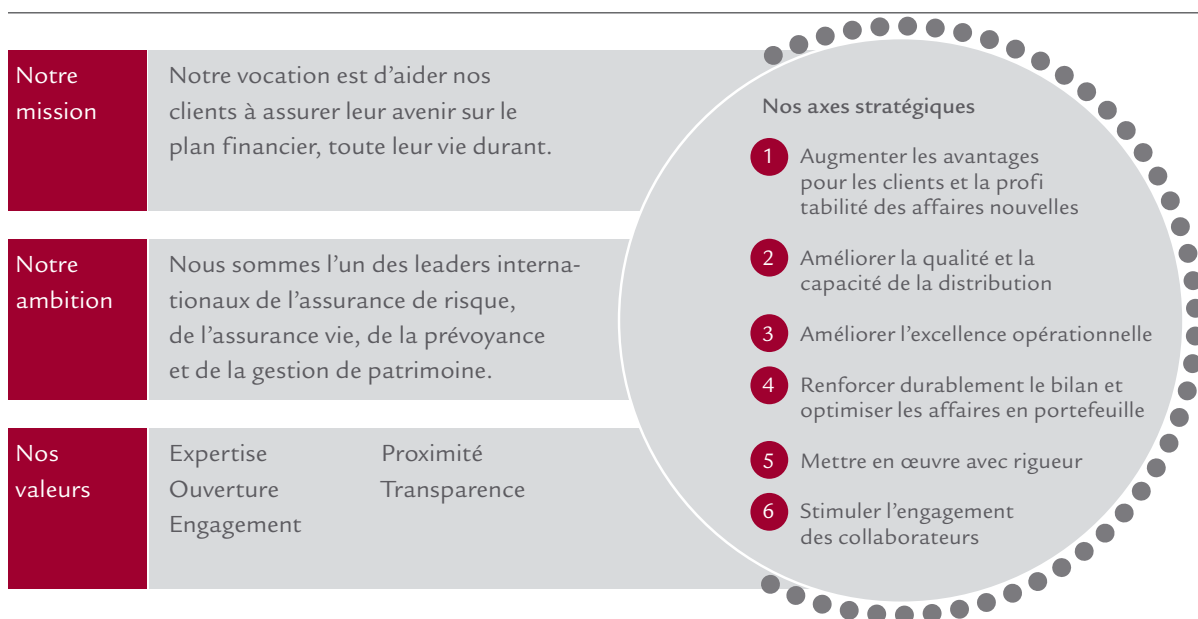 Notre
mission
Notre vocation est d’aider nos
clients à assurer leur avenir sur le
plan financier, toute leur vie durant.
Notre
ambition
Nous sommes l’un des leaders interna-
tionaux de l’assurance de risque,
de l’assurance vie, de la prévoyance
et de la gestion de patrimoine.
Nos
valeurs
Expertise
Ouverture
Engagement
Proximité
Transparence
Nos axes stratégiques
1 Augmenter les avantages
pour les clients et la profi
tabilité des affaires nouvelles
2 Améliorer la qualité et la
capacité de la distribution
3 Améliorer l’excellence opérationnelle
4 Renforcer durablement le bilan et
optimiser les affaires en portefeuille
5 Mettre en œuvre avec rigueur
6 Stimuler l’engagement
des collaborateurs